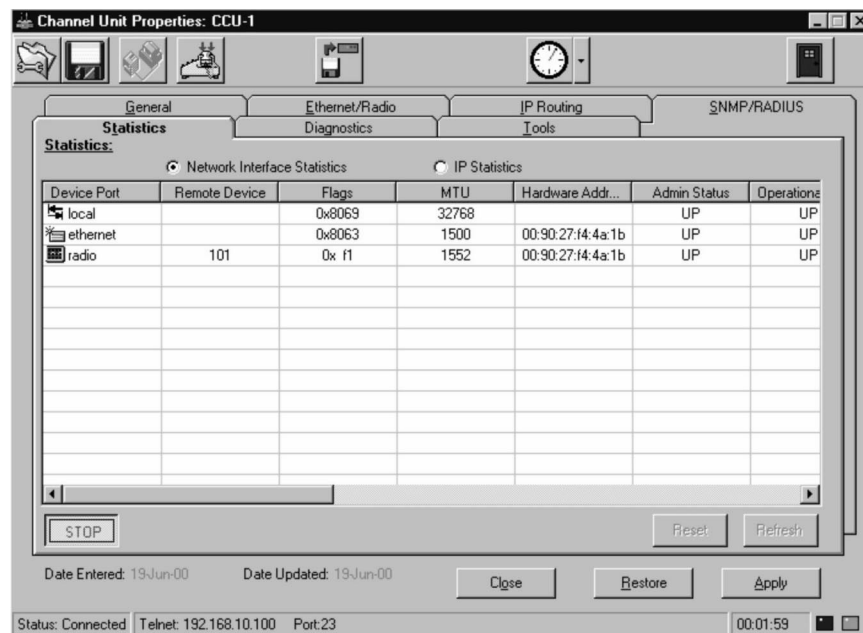 Channel Unit Properties: CCU-1
General Ethernet/Radio IP Routing SNMP/RADIUS
Statistics Diagnostics Tools
Statistics:
Network Interface Statistics IP Statistics
Device Port Remote Device Flags MTU Hardware Addr... Admin Status Operationa
local 0x8069 32768 UP UP
ethernet 0x8063 1500 00:90:27:f4:4a:1b UP UP
radio 101 0x f1 1552 00:90:27:f4:4a:1b UP UP
STOP Reset Refresh
Date Entered: 19-Jun-00 Date Updated: 19-Jun-00 Close Restore Apply
Status: Connected Telnet: 192.168.10.100 Port:23 00:01:59